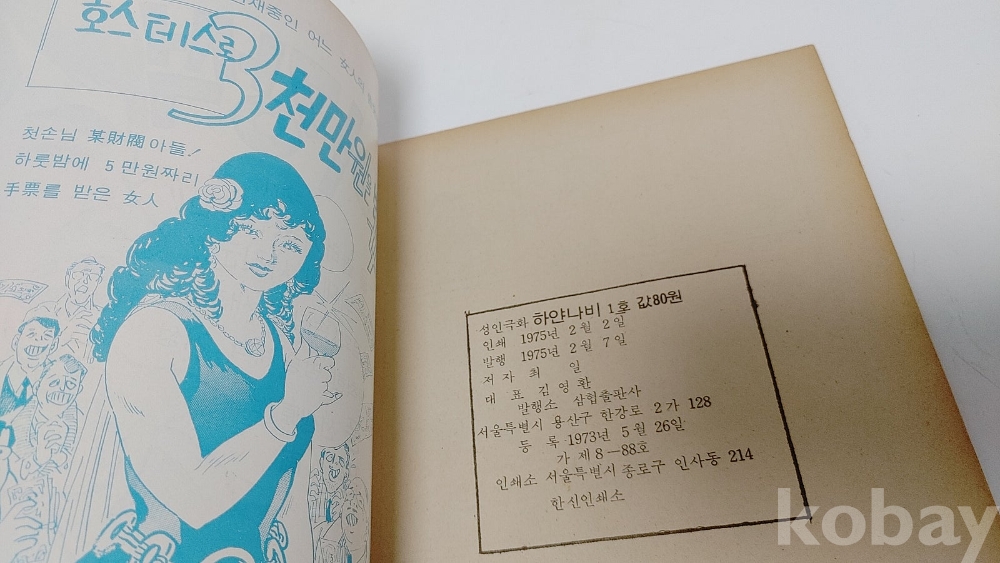 어느 女人의
호스테스로
3천만원
첫손님 某財閥아들!
하룻밤에 5만원짜리
手票를 받은 女人
성인극화 하얀나비 1호 값80원
인쇄 1975년 2월 2일
발행 1975년 2월 7일
저자 최 일
대표 김영환
발행소 삼협출판사
서울특별시 용산구 한강로 2가 128
등록 1973년 5월 26일
가 제8—88호
인쇄소 서울특별시 종로구 인사동 214
한신인쇄소
kobay